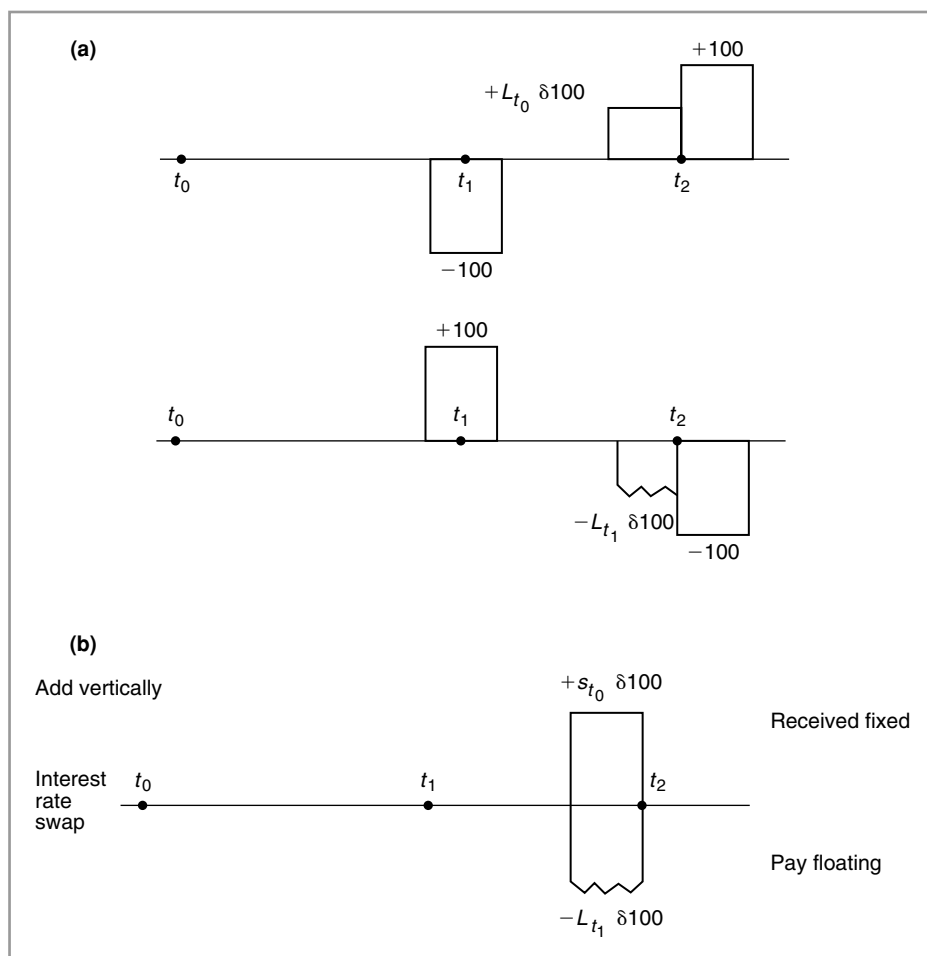 (a)
+100
+L_{t_0} δ100
t_0
t_1
t_2
−100
+100
t_0
t_1
t_2
−L_{t_1} δ100
−100
(b)
Add vertically
+s_{t_0} δ100
Received fixed
Interest
rate
swap
t_0
t_1
t_2
Pay floating
−L_{t_1} δ100